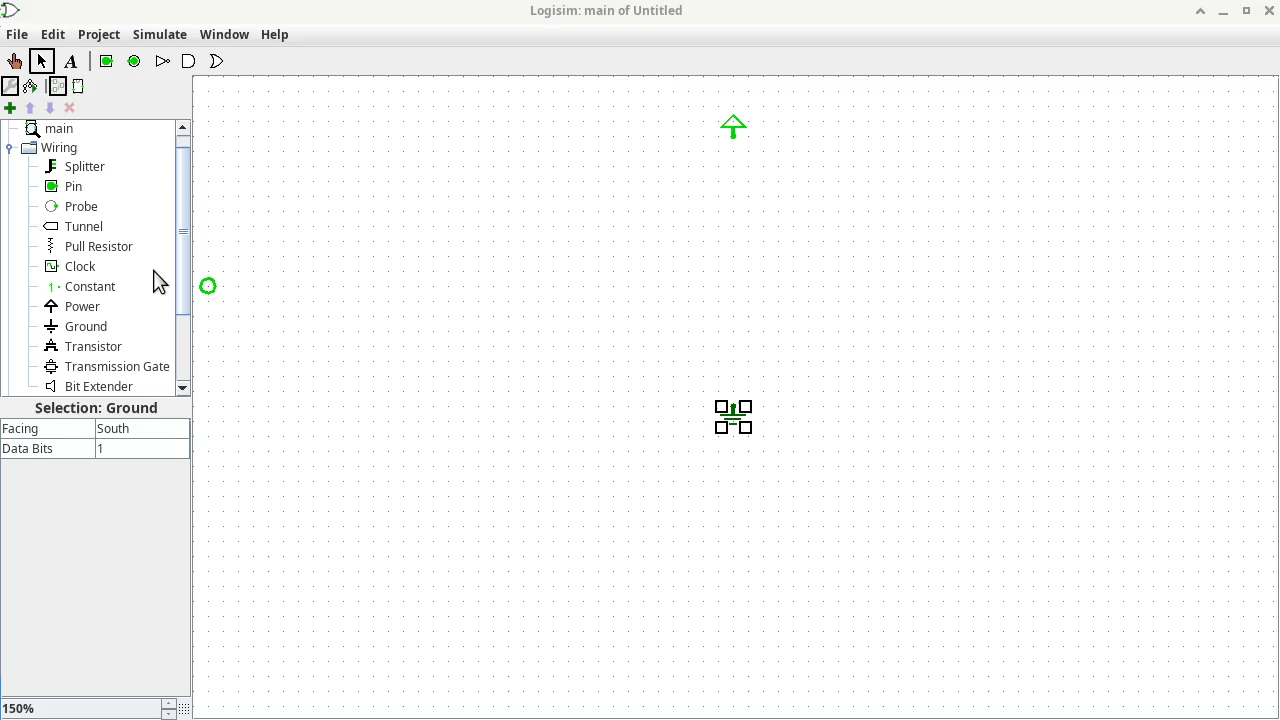 Logisim: main of Untitled
File Edit Project Simulate Window Help
A
main
Wiring
Splitter
Pin
Probe
Tunnel
Pull Resistor
Clock
1 Constant
Power
Ground
Transistor
Transmission Gate
Bit Extender
Selection: Ground
Facing South
Data Bits 1
150%